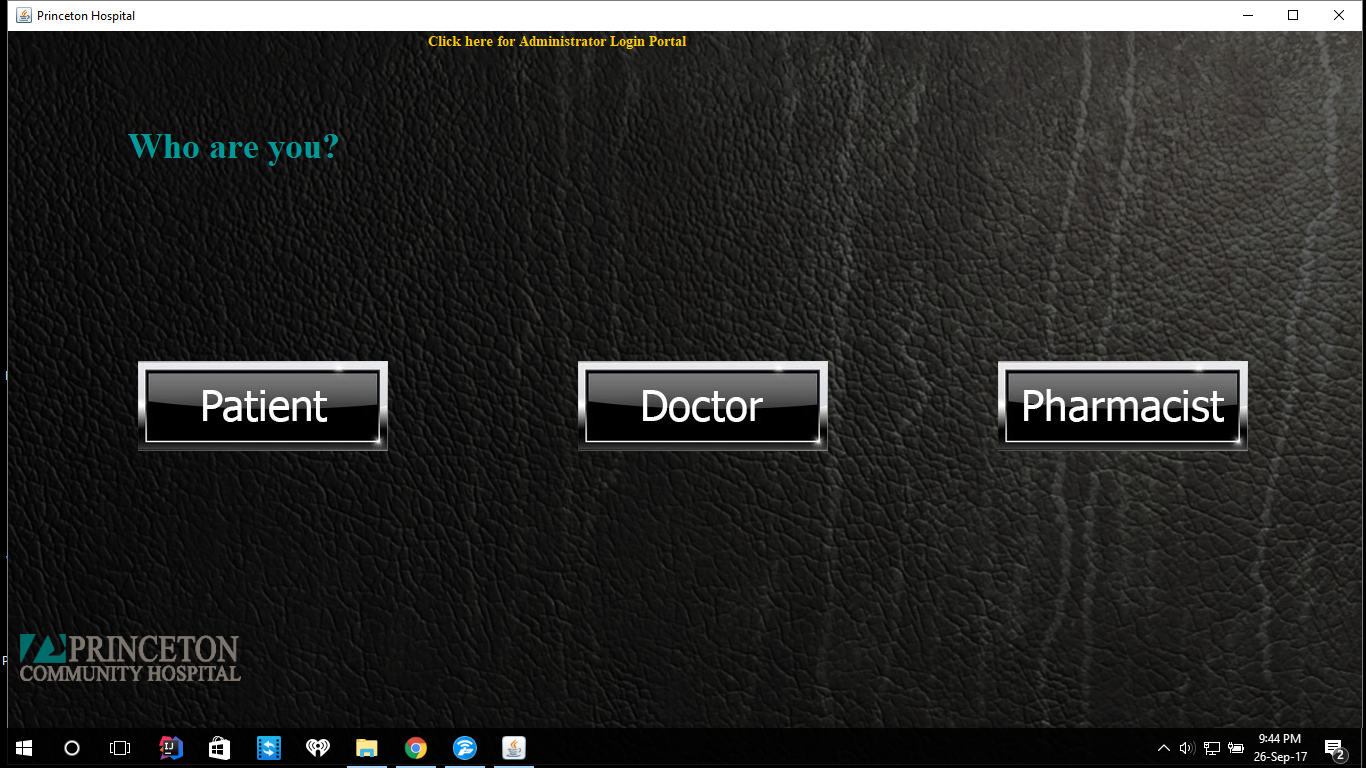 Princeton Hospital
Click here for Administrator Login Portal
Who are you?
Patient
Doctor
Pharmacist
PRINCETON
COMMUNITY HOSPITAL
P
IJ
9:44 PM
26-Sep-17
2